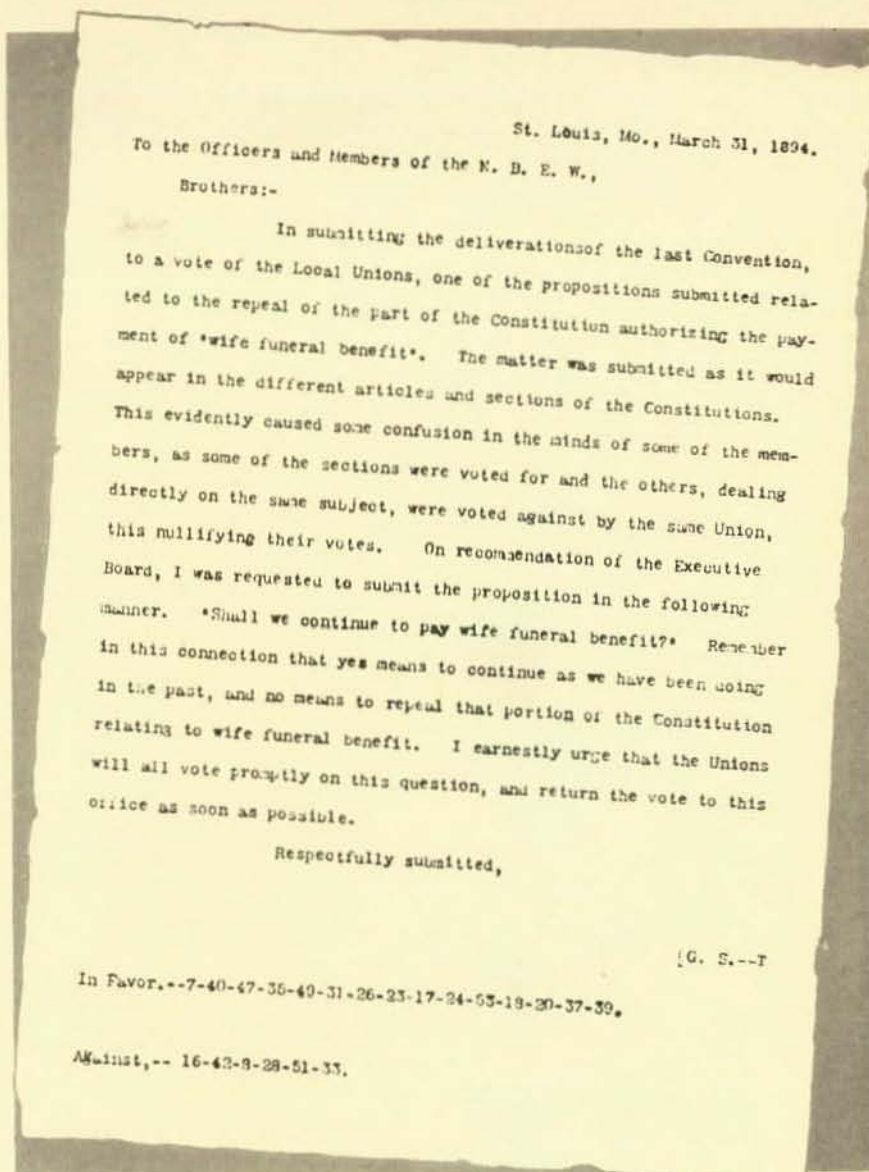 St. Louis, Mo., March 31, 1894.
To the Officers and Members of the N. B. E. W.,
Brothers:-
In submitting the deliverationsof the last Convention,
to a vote of the Local Unions, one of the propositions submitted rela-
ted to the repeal of the part of the Constitution authorizing the pay-
ment of "wife funeral benefit". The matter was submitted as it would
appear in the different articles and sections of the Constitutions.
This evidently caused some confusion in the minds of some of the mem-
bers, as some of the sections were voted for and the others, dealing
directly on the same subject, were voted against by the same Union,
this nullifying their votes. On recommendation of the Executive
Board, I was requested to submit the proposition in the following
manner. "Shall we continue to pay wife funeral benefit?" Remember
in this connection that yes means to continue as we have been doing
in the past, and no means to repeal that portion of the Constitution
relating to wife funeral benefit. I earnestly urge that the Unions
will all vote promptly on this question, and return the vote to this
office as soon as possible.
Respectfully submitted,
G. S.--T
In Favor.--7-40-47-35-49-31-26-23-17-24-53-18-20-37-39.
Against,-- 16-42-8-28-51-33.